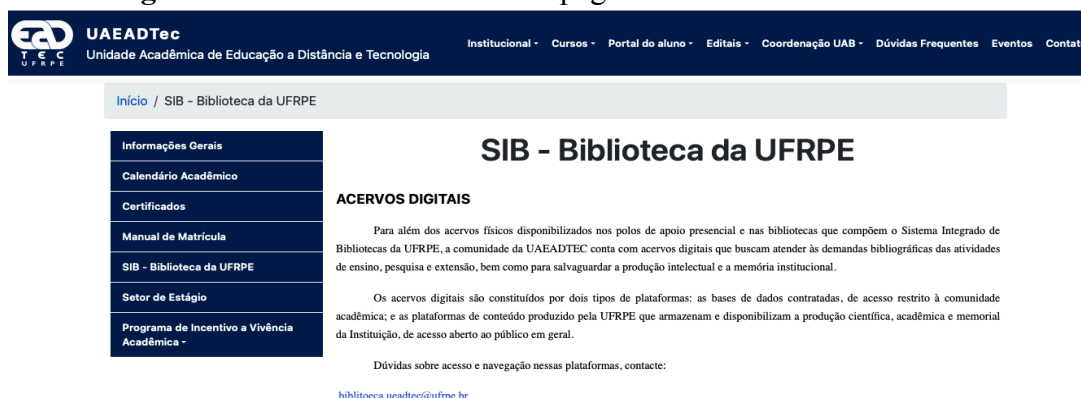 ead
TEC
UFRPE
UAEADTec
Unidade Acadêmica de Educação a Distância e Tecnologia
Institucional Cursos Portal do aluno Editais Coordenação UAB Dúvidas Frequentes Eventos Contat
Início / SIB - Biblioteca da UFRPE
Informações Gerais
Calendário Acadêmico
Certificados
Manual de Matrícula
SIB - Biblioteca da UFRPE
Setor de Estágio
Programa de Incentivo a Vivência
Acadêmica
SIB - Biblioteca da UFRPE
ACERVOS DIGITAIS
Para além dos acervos físicos disponibilizados nos polos de apoio presencial e nas bibliotecas que compõem o Sistema Integrado de
Bibliotecas da UFRPE, a comunidade da UAEADTEC conta com acervos digitais que buscam atender às demandas bibliográficas das atividades
de ensino, pesquisa e extensão, bem como para salvaguardar a produção intelectual e a memória institucional.
Os acervos digitais são constituídos por dois tipos de plataformas: as bases de dados contratadas, de acesso restrito à comunidade
acadêmica; e as plataformas de conteúdo produzido pela UFRPE que armazenam e disponibilizam a produção científica, acadêmica e memorial
da Instituição, de acesso aberto ao público em geral.
Dúvidas sobre acesso e navegação nessas plataformas, contacte:
biblitoeca.ueadtec@ufrpe.br